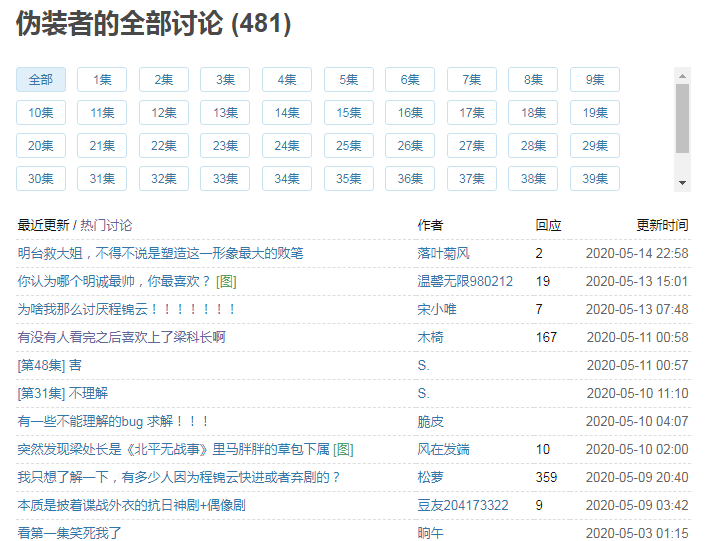 伪装者的全部讨论 (481)
全部 1集 2集 3集 4集 5集 6集 7集 8集 9集
10集 11集 12集 13集 14集 15集 16集 17集 18集 19集
20集 21集 22集 23集 24集 25集 26集 27集 28集 29集
30集 31集 32集 33集 34集 35集 36集 37集 38集 39集
最近更新 / 热门讨论 作者 回应 更新时间
明台救大姐，不得不说是塑造这一形象最大的败笔 落叶菊风 2 2020-05-14 22:58
你认为哪个明诚最帅，你最喜欢？ [图] 温馨无限980212 19 2020-05-13 15:01
为啥我那么讨厌程锦云！！！！！！！ 宋小唯 7 2020-05-13 07:48
有没有人看完之后喜欢上了梁科长啊 木椅 167 2020-05-11 00:58
[第48集] 害 S. 2020-05-11 00:57
[第31集] 不理解 S. 2020-05-10 11:10
有一些不能理解的bug 求解！！！ 脆皮 2020-05-10 04:07
突然发现梁处长是《北平无战事》里马胖胖的草包下属 [图] 风在发端 10 2020-05-10 02:00
我只想了解一下，有多少人因为程锦云快进或者弃剧的？ 松萝 359 2020-05-09 20:40
本质是披着谍战外衣的抗日神剧+偶像剧 豆友204173322 9 2020-05-09 03:42
看第一集笑死我了 晌午 2020-05-03 01:15